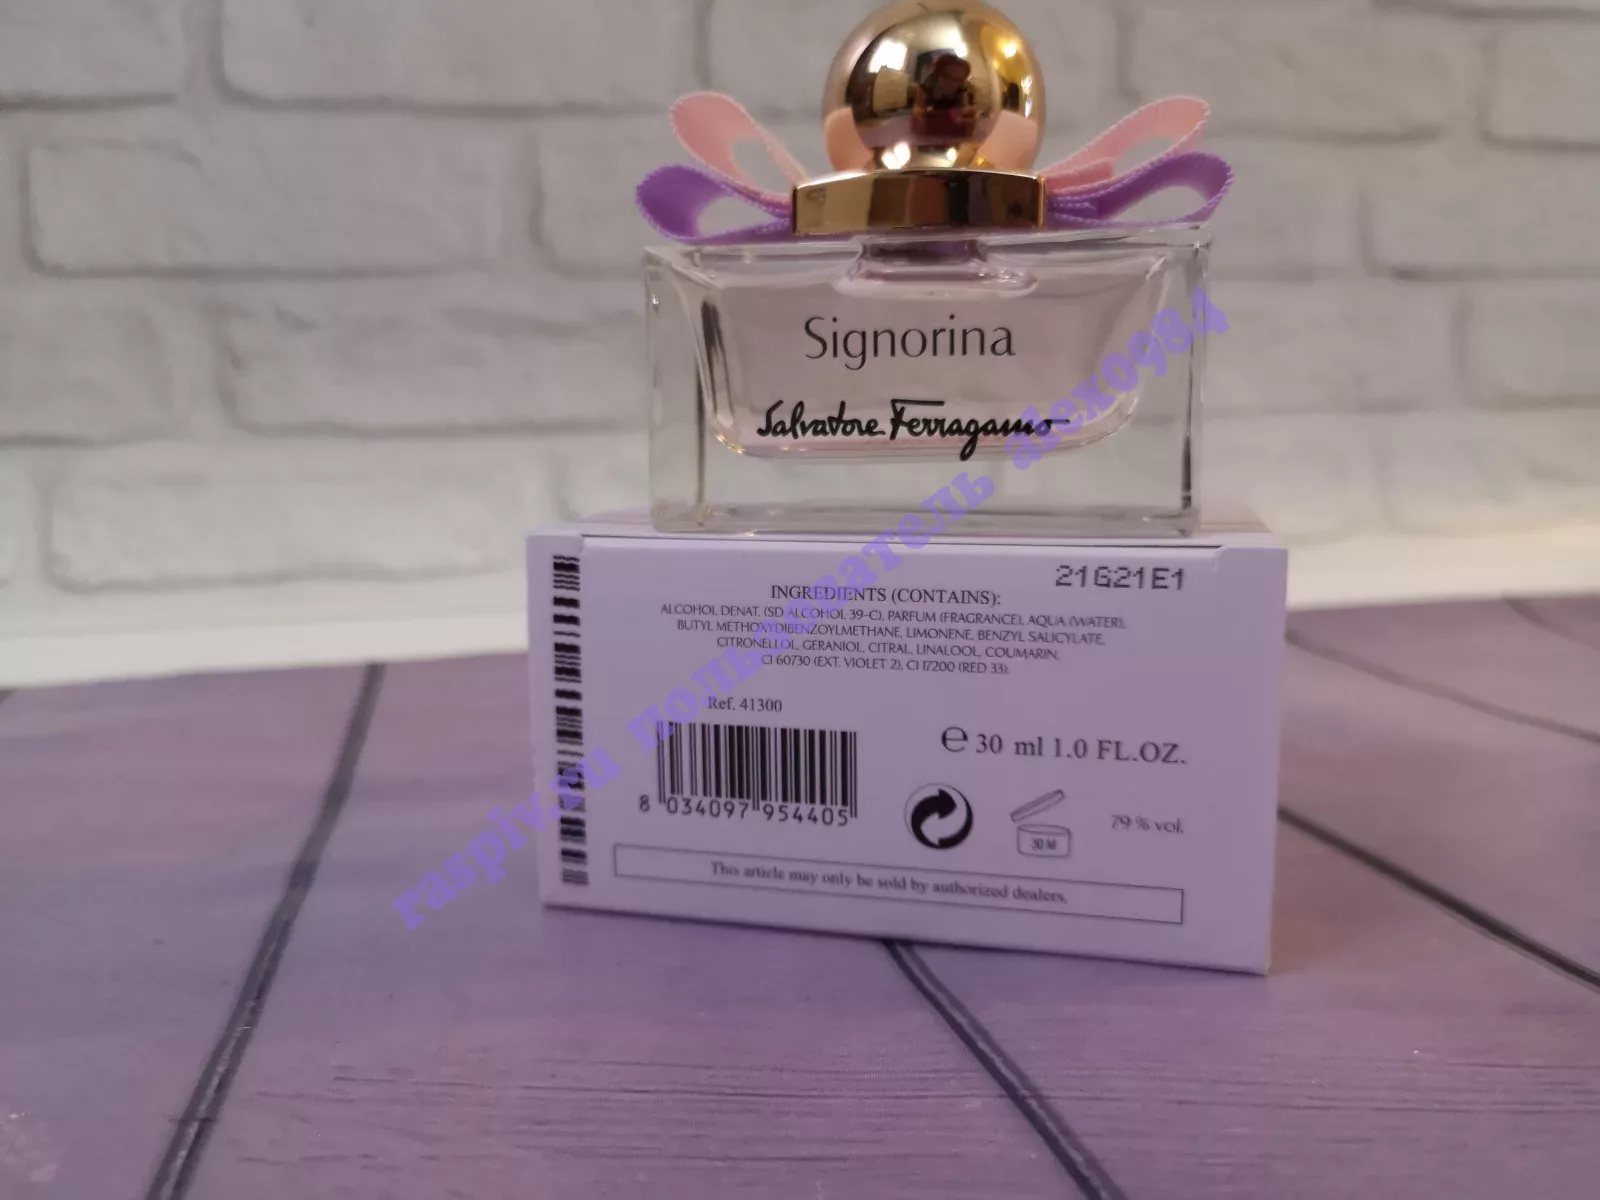 Signorina
Salvatore Ferragamo
21G21E1
INGREDIENTS (CONTAINS):
ALCOHOL DENAT. (SD ALCOHOL 39-C), PARFUM (FRAGRANCE), AQUA (WATER),
BUTYL METHOXYDIBENZOYLMETHANE, LIMONENE, BENZYL SALICYLATE,
CITRONELLOL, GERANIOL, CITRAL, LINALOOL, COUMARIN,
CI 60730 (EXT. VIOLET 2), CI 17200 (RED 33).
Ref. 41300
8 034097 954405
℮ 30 ml 1.0 FL.OZ.
30 M
79 % vol.
This article may only be sold by authorized dealers.
raspiv.ru пользователь alex0984